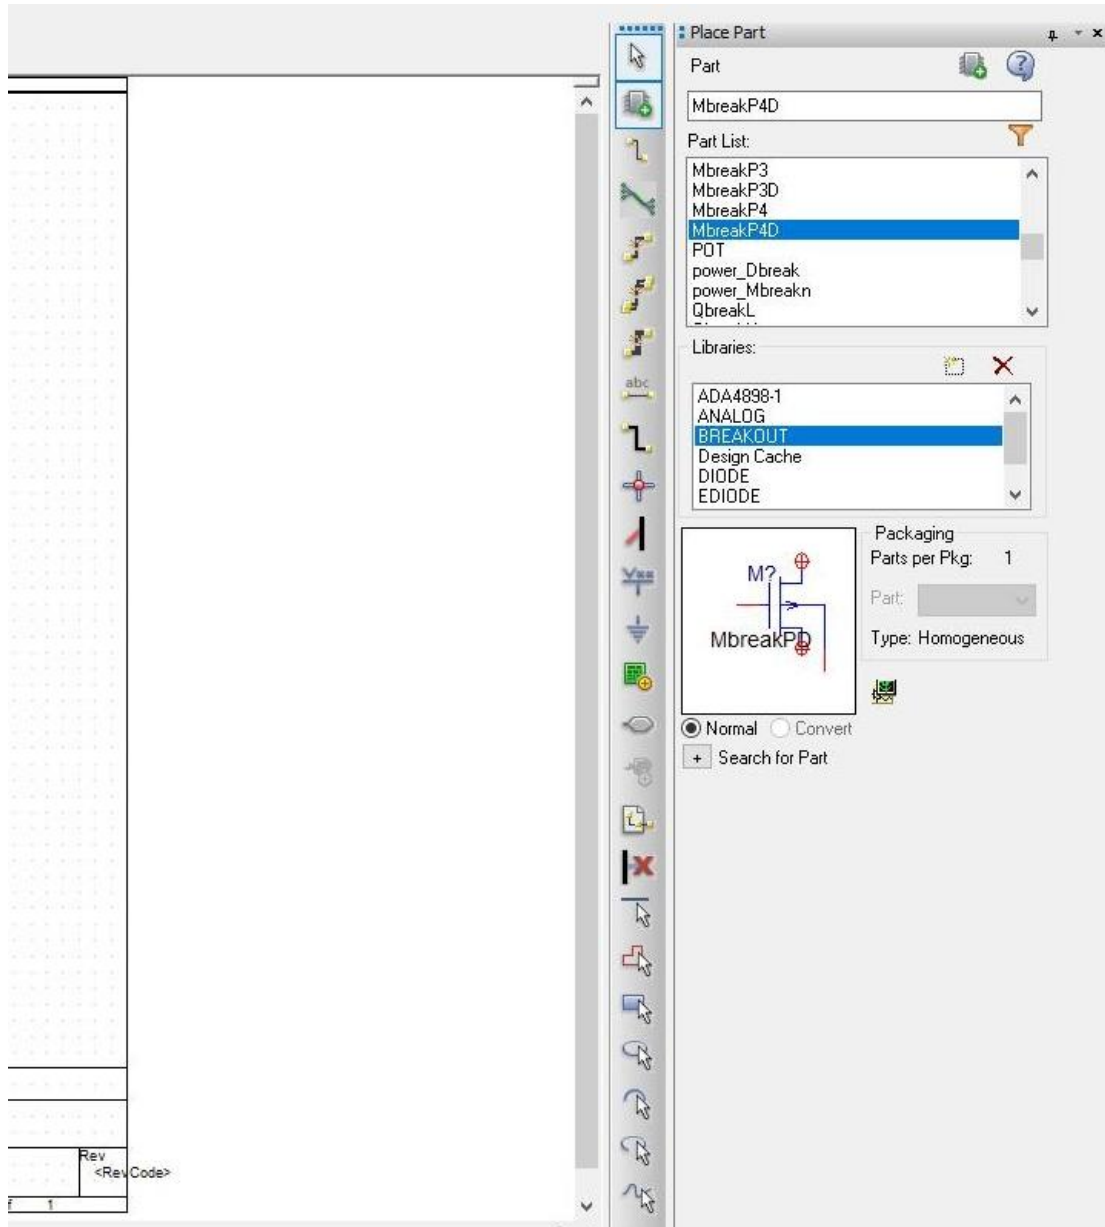 Place Part
Part
MbreakP4D
Part List:
MbreakP3
MbreakP3D
MbreakP4
MbreakP4D
POT
power_Dbreak
power_Mbreakn
QbreakL
Libraries:
ADA4898-1
ANALOG
BREAKOUT
Design Cache
DIODE
EDIODE
M?
MbreakPD
Packaging
Parts per Pkg: 1
Part:
Type: Homogeneous
Normal Convert
+ Search for Part
abc
Rev
<RevCode>
1